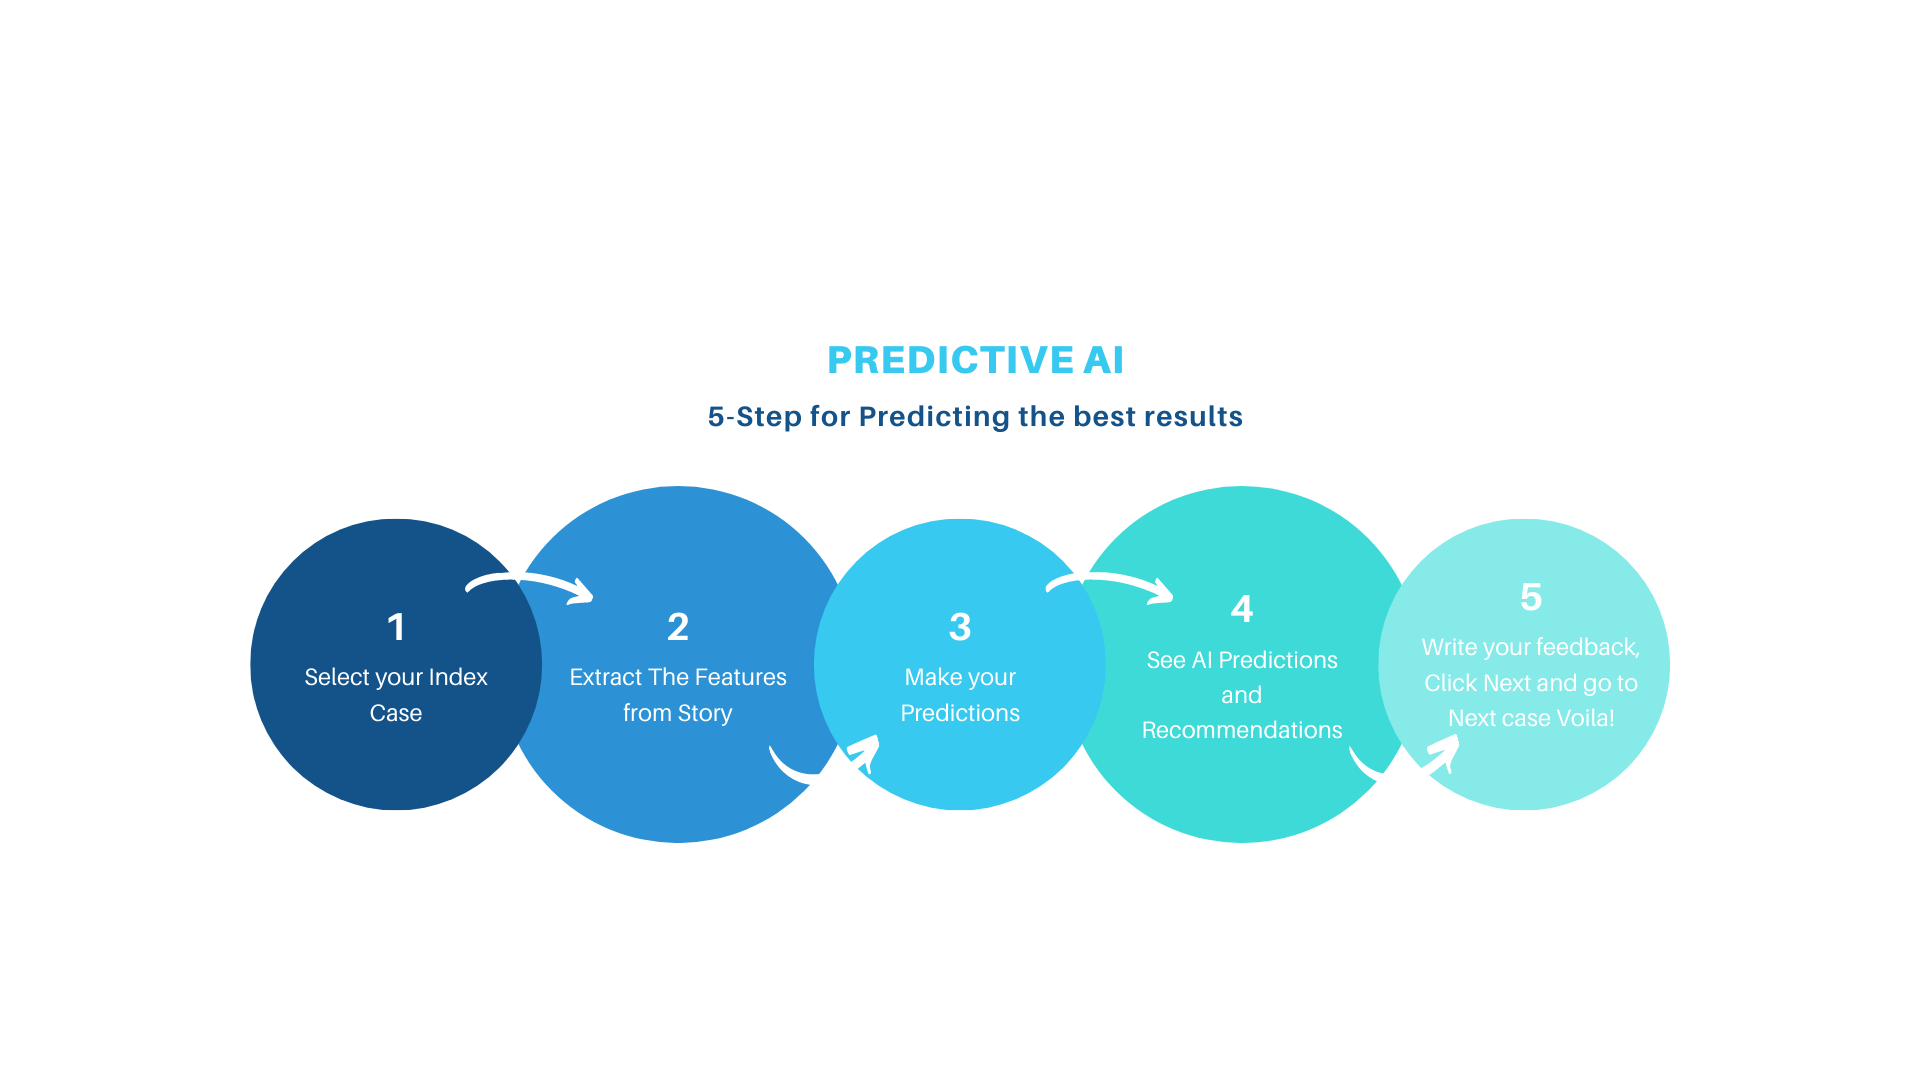 PREDICTIVE AI
5-Step for Predicting the best results
1
Select your Index
Case
2
Extract The Features
from Story
3
Make your
Predictions
4
See AI Predictions
and
Recommendations
5
Write your feedback,
Click Next and go to
Next case Voila!